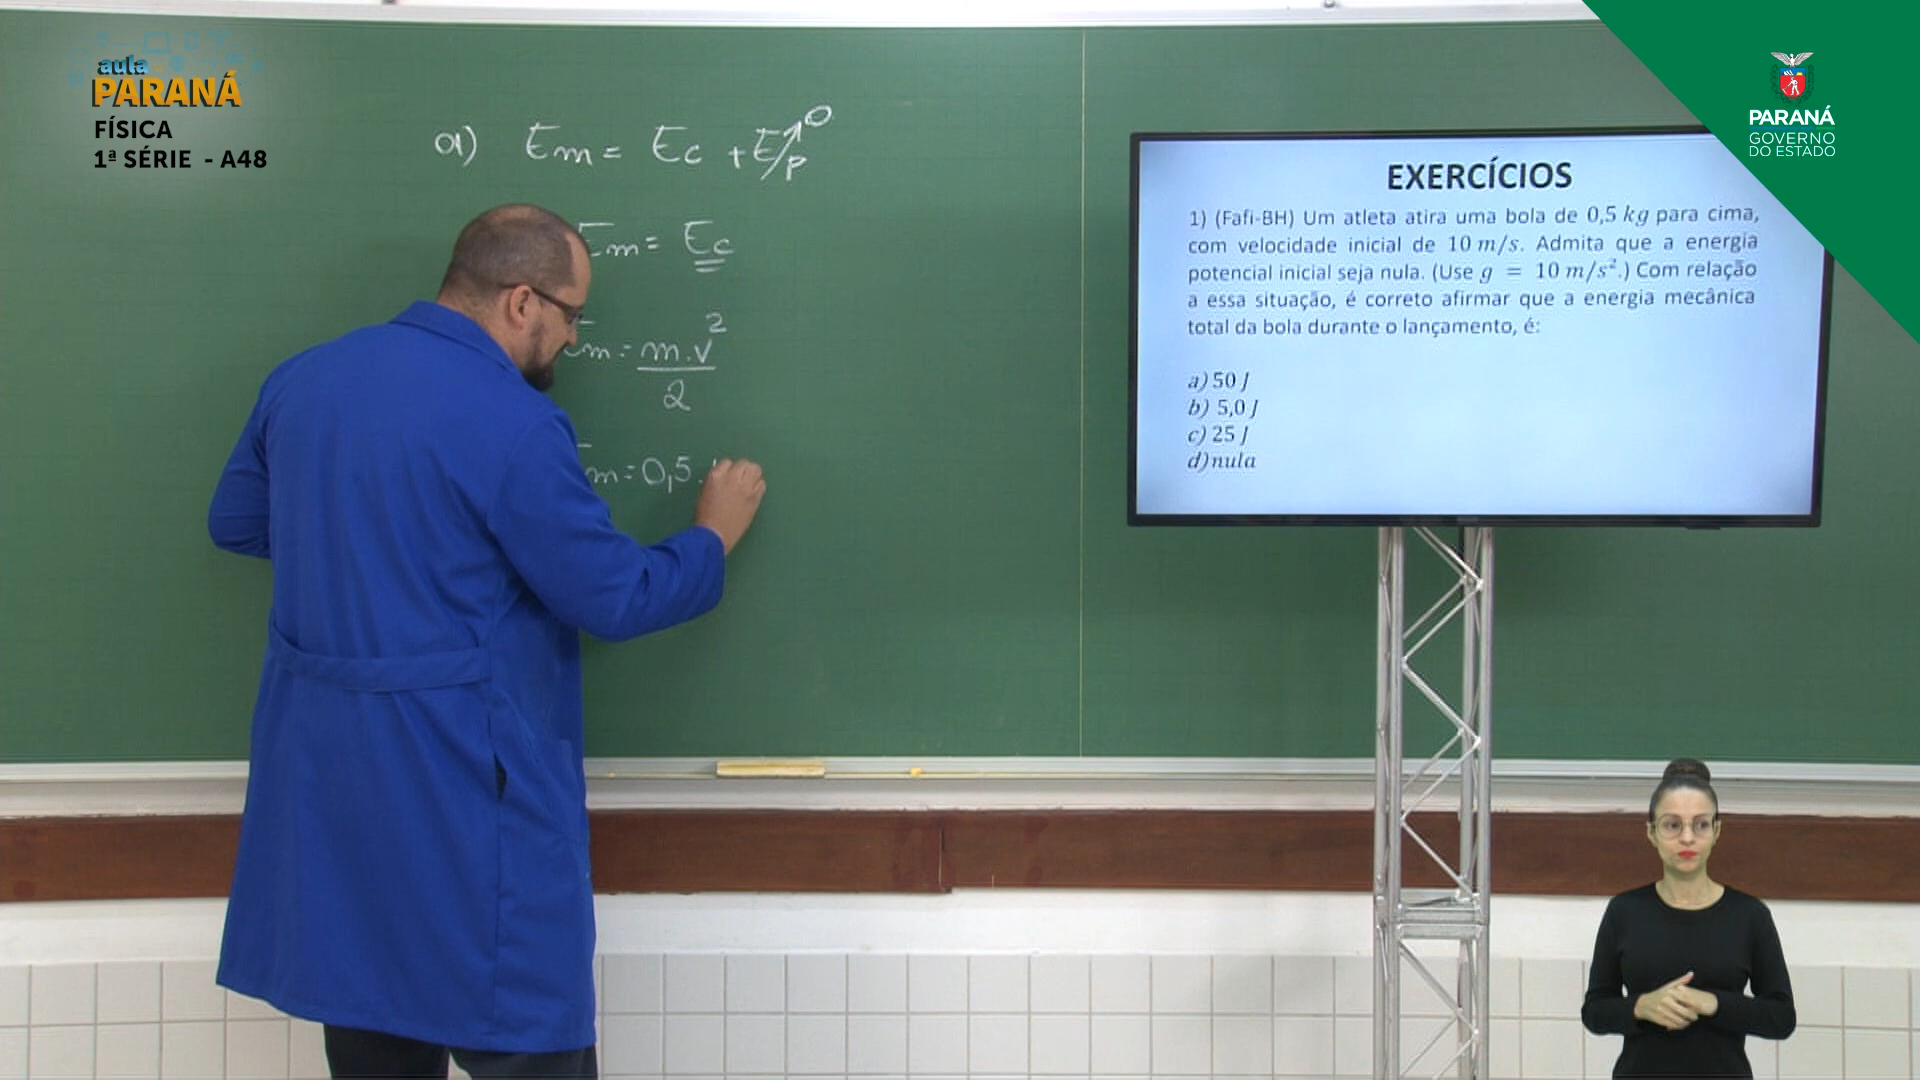 aula
PARANÁ
FÍSICA
1ª SÉRIE - A48
01) Em = Ec + Ep 0
Em = Ec
Em = m.v²
2
m = 0,5.
EXERCÍCIOS
1) (Fafi-BH) Um atleta atira uma bola de 0,5 kg para cima,
com velocidade inicial de 10 m/s. Admita que a energia
potencial inicial seja nula. (Use g = 10 m/s².) Com relação
a essa situação, é correto afirmar que a energia mecânica
total da bola durante o lançamento, é:
a) 50 J
b) 5,0 J
c) 25 J
d) nula
PARANÁ
GOVERNO
DO ESTADO